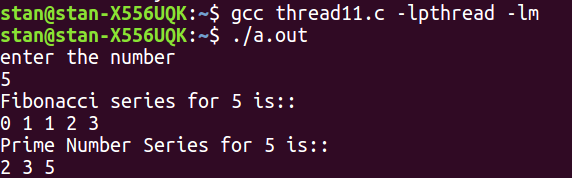 stan@stan-X556UQK:~$ gcc thread11.c -lpthread -lm
stan@stan-X556UQK:~$ ./a.out
enter the number
5
Fibonacci series for 5 is::
0 1 1 2 3
Prime Number Series for 5 is::
2 3 5